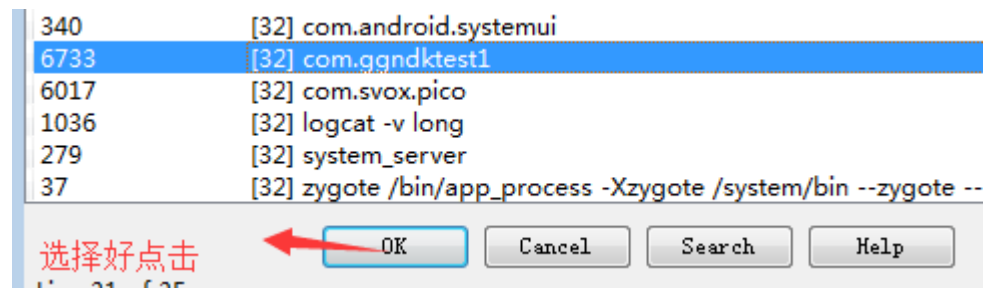 340 [32] com.android.systemui
6733 [32] com.ggndktest1
6017 [32] com.svox.pico
1036 [32] logcat -v long
279 [32] system_server
37 [32] zygote /bin/app_process -Xzygote /system/bin --zygote --
选择好点击 OK Cancel Search Help